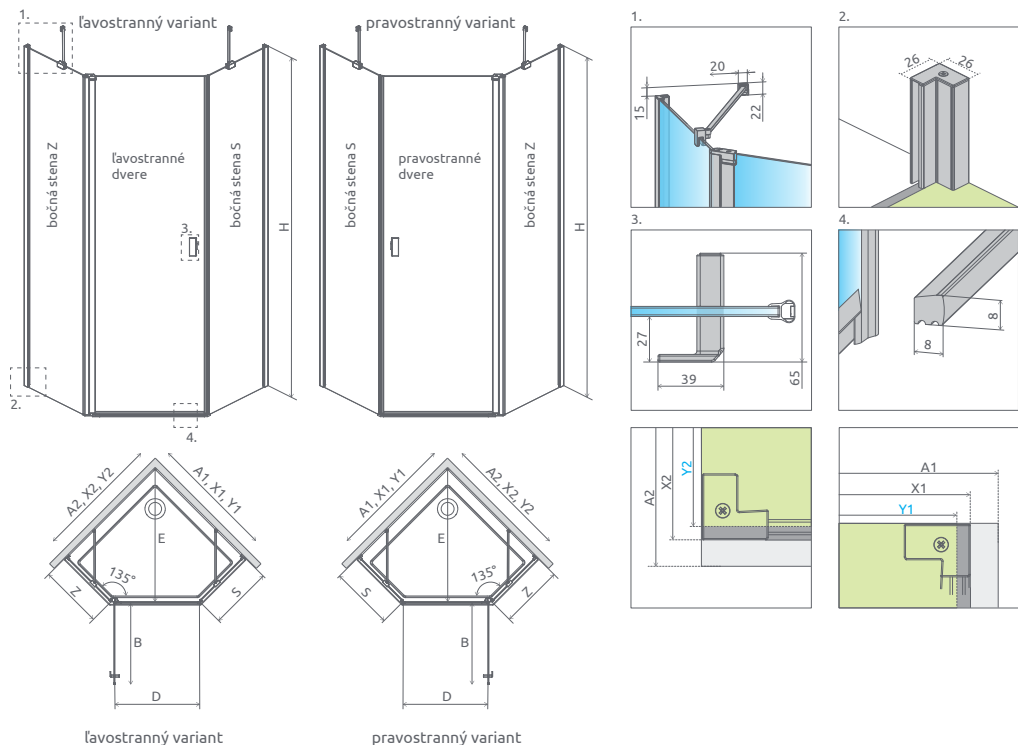 1.
ľavostranný variant
pravostranný variant
bočná stena Z
ľavostranné
dvere
bočná stena S
H
3.
2.
4.
bočná stena S
pravostranné
dvere
bočná stena Z
H
A2, X2, Y2
A1, X1, Y1
E
135°
Z
S
B
D
ľavostranný variant
A1, X1, Y1
A2, X2, Y2
E
135°
S
Z
B
D
pravostranný variant
1.
20
15
22
2.
26
26
3.
27
39
65
4.
8
8
A2
X2
Y2
A1
X1
Y1